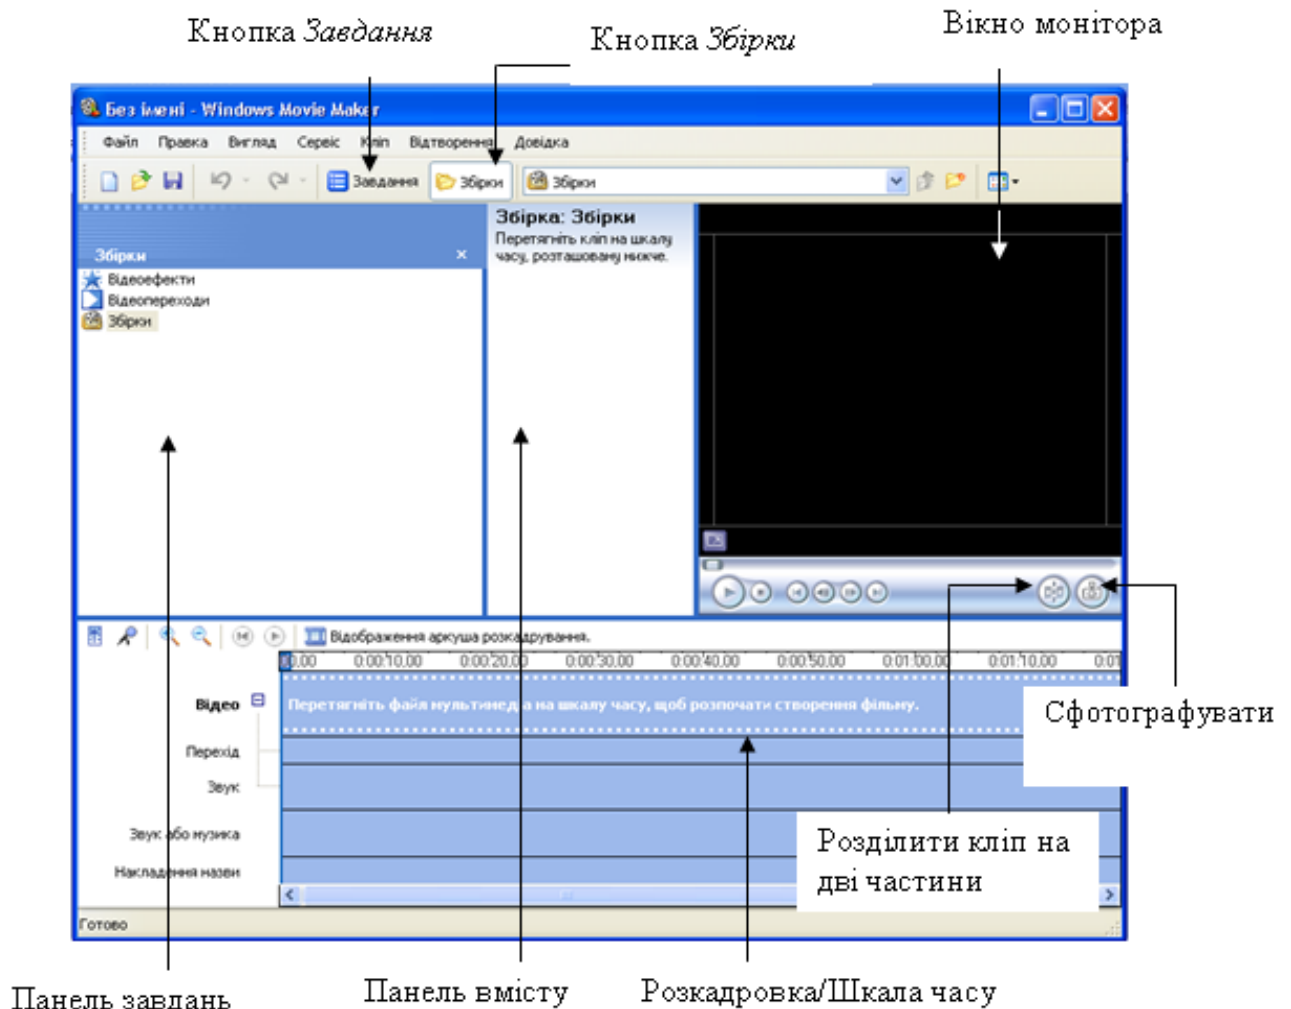 Кнопка Завдання
Кнопка Збірки
Вікно монітора
Без імені - Windows Movie Maker
Файл Правка Вигляд Сервіс Кліп Відтворення Довідка
Завдання Збірки Збірки
Збірки
Відеоефекти
Відеопереходи
Збірки
Збірка: Збірки
Перетягніть кліп на шкалу
часу, розташовану нижче.
Відображення аркуша розкадрування.
0:00:10,00 0:00:20,00 0:00:30,00 0:00:40,00 0:00:50,00 0:01:00,00 0:01:10,00
Відео
Перетягніть файл мультимедіа на шкалу часу, щоб розпочати створення фільму.
Перехід
Звук
Звук або музика
Накладення назви
Готово
Сфотографувати
Розділити кліп на
дві частини
Панель завдань
Панель вмісту
Розкадровка/Шкала часу